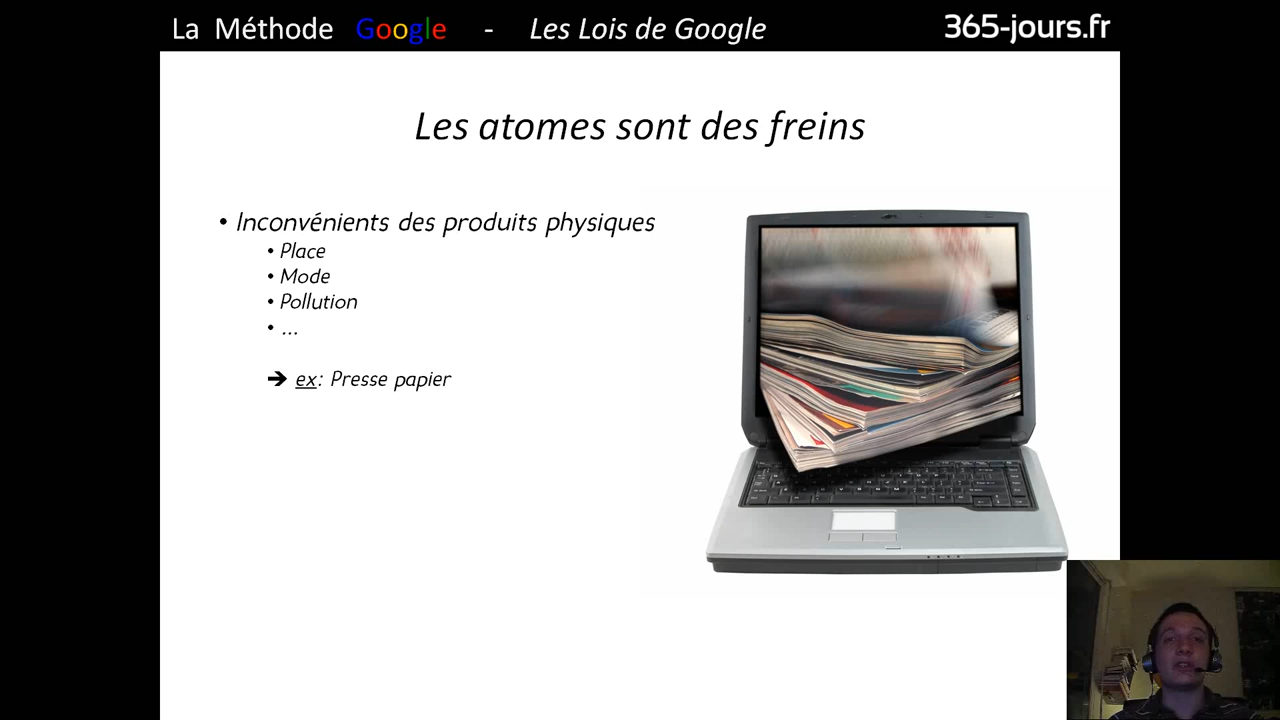 La Méthode Google - Les Lois de Google
365-jours.fr
Les atomes sont des freins
• Inconvénients des produits physiques
• Place
• Mode
• Pollution
• ...
➔ ex: Presse papier